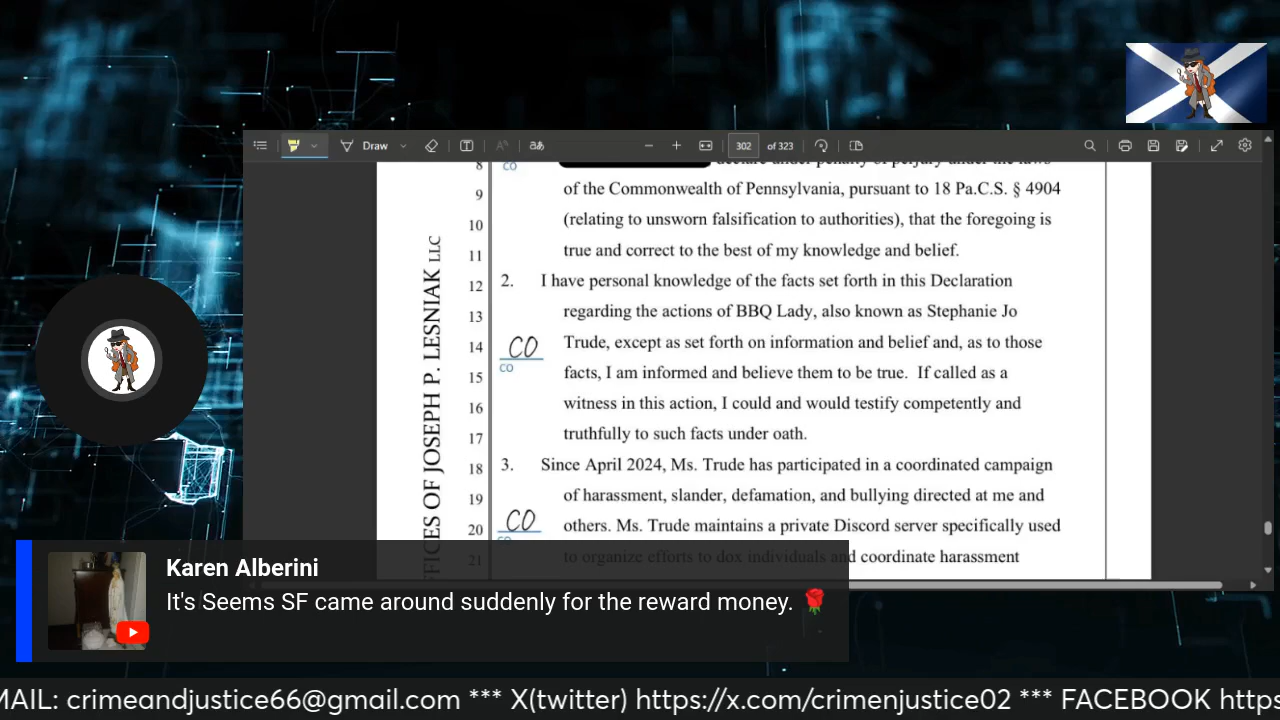 Draw
302 of 323
8 declare under penalty of perjury under the laws
CO
9 of the Commonwealth of Pennsylvania, pursuant to 18 Pa.C.S. § 4904
10 (relating to unsworn falsification to authorities), that the foregoing is
11 true and correct to the best of my knowledge and belief.
12 2. I have personal knowledge of the facts set forth in this Declaration
13 regarding the actions of BBQ Lady, also known as Stephanie Jo
14 CO Trude, except as set forth on information and belief and, as to those
CO
15 facts, I am informed and believe them to be true. If called as a
16 witness in this action, I could and would testify competently and
17 truthfully to such facts under oath.
18 3. Since April 2024, Ms. Trude has participated in a coordinated campaign
19 of harassment, slander, defamation, and bullying directed at me and
20 CO others. Ms. Trude maintains a private Discord server specifically used
CO
21 to organize efforts to dox individuals and coordinate harassment
FICES OF JOSEPH P. LESNIAK LLC
Karen Alberini
It's Seems SF came around suddenly for the reward money. 🌹
MAIL: crimeandjustice66@gmail.com *** X(twitter) https://x.com/crimenjustice02 *** FACEBOOK https